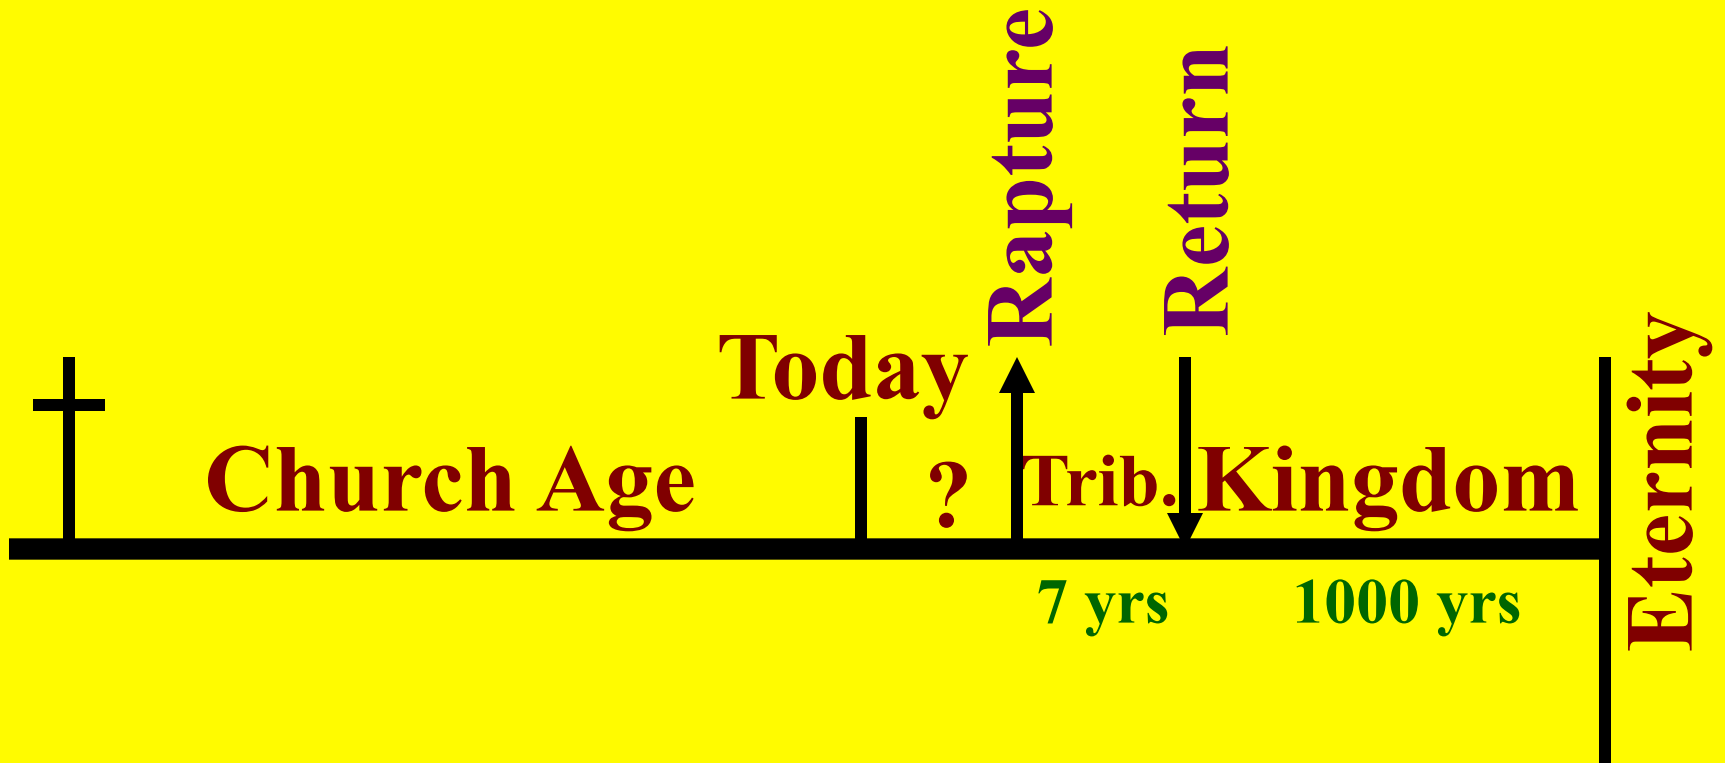 Rapture
Return
Today
Church Age
?
Trib.
Kingdom
Eternity
7 yrs
1000 yrs